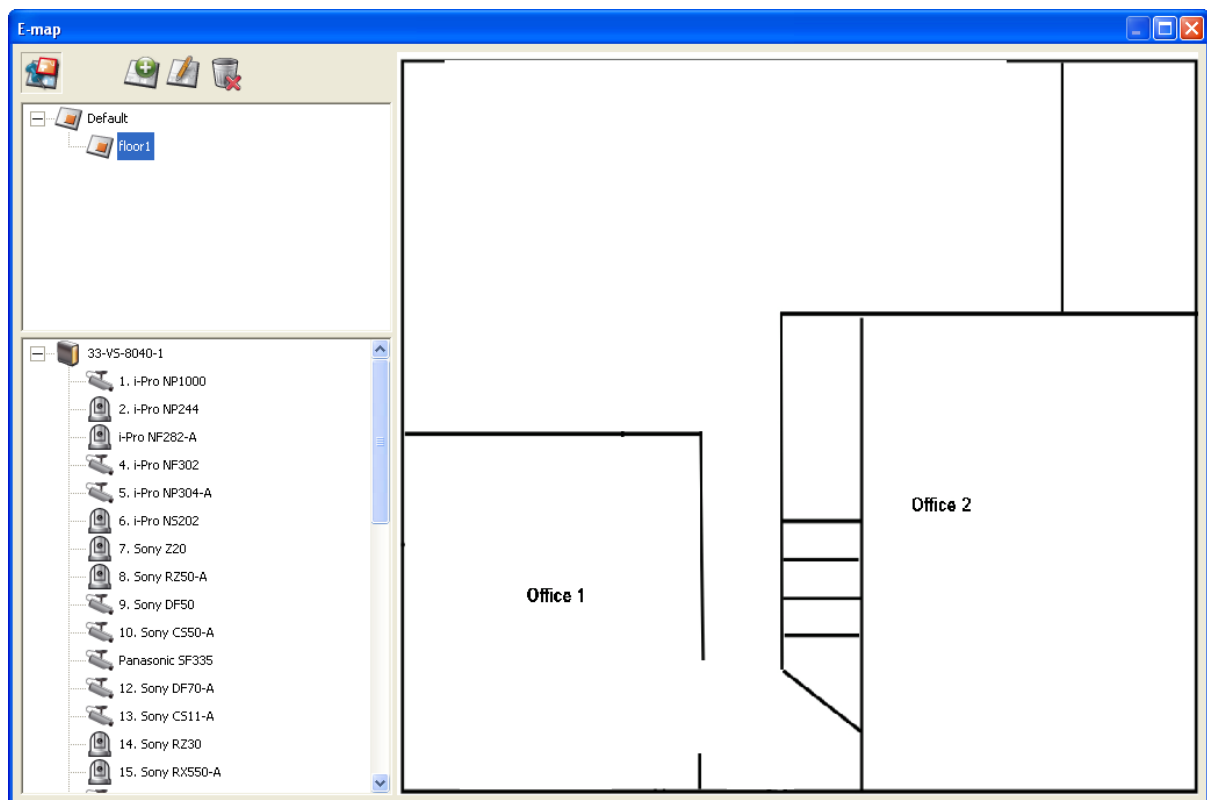 E-map
Default
floor1
33-VS-8040-1
1. i-Pro NP1000
2. i-Pro NP244
i-Pro NF282-A
4. i-Pro NF302
5. i-Pro NP304-A
6. i-Pro NS202
7. Sony Z20
8. Sony RZ50-A
9. Sony DF50
10. Sony CS50-A
Panasonic SF335
12. Sony DF70-A
13. Sony CS11-A
14. Sony RZ30
15. Sony RX550-A
Office 1
Office 2